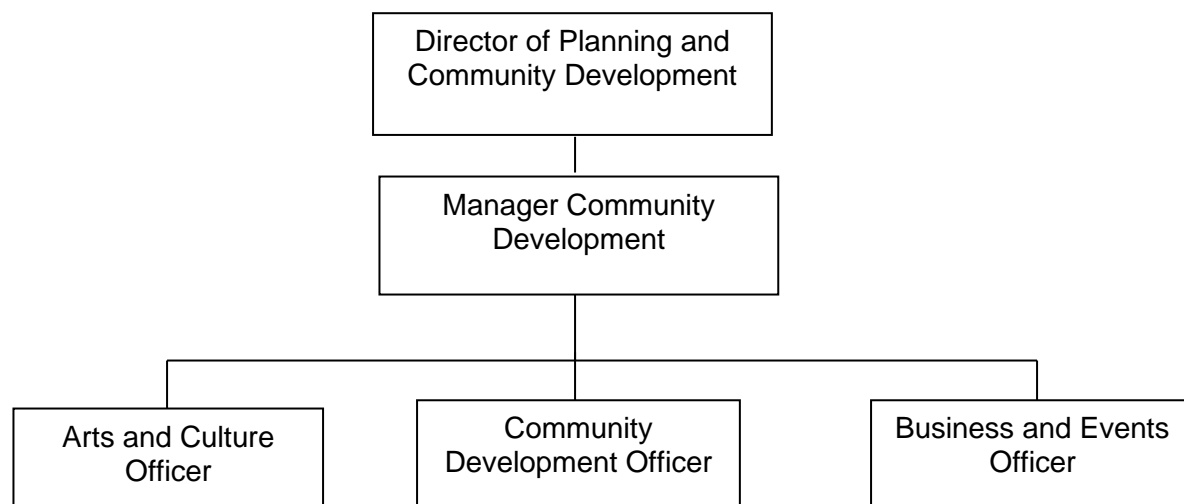 Director of Planning and
Community Development
Manager Community
Development
Arts and Culture
Officer
Community
Development Officer
Business and Events
Officer